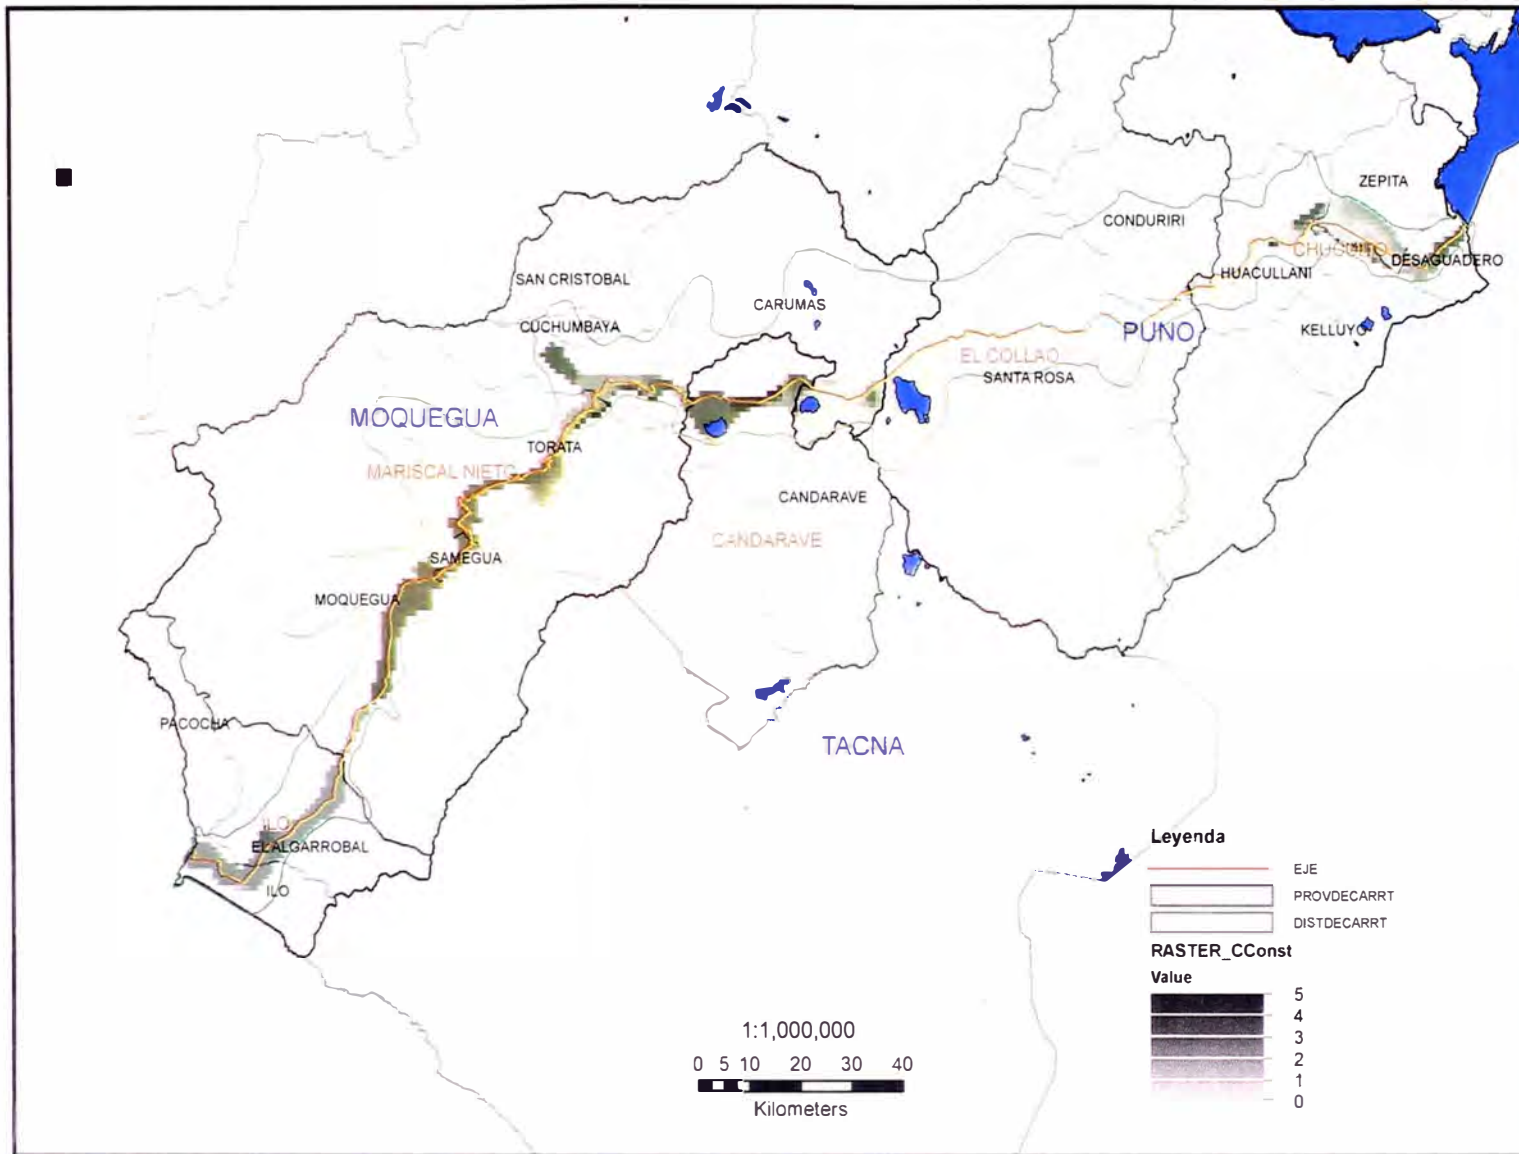 ZEPITA
CONDURIRI
CHUCUITO
DESAGUADERO
HUACULLANI
SAN CRISTOBAL
CARUMAS
CUCHUMBAYA
PUNO
KELLUYO
EL COLLAO
SANTA ROSA
MOQUEGUA
TORATA
MARISCAL NIETO
CANDARAVE
CANDARAVE
SAMEGUA
MOQUEGUA
PACOCHA
TACNA
ILO
EL ALGARROBAL
ILO
Leyenda
EJE
PROVDECARRT
DISTDECARRT
RASTER_CConst
Value
5
4
3
2
1
0
1:1,000,000
0 5 10 20 30 40
Kilometers